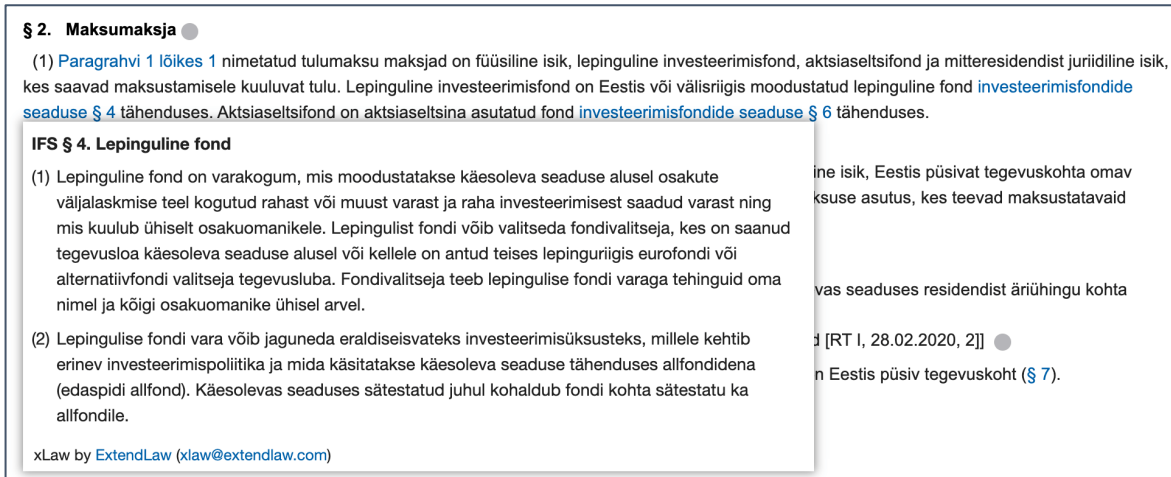 § 2. Maksumaksja
(1) Paragrahvi 1 lõikes 1 nimetatud tulumaksu maksjad on füüsiline isik, lepinguline investeerimisfond, aktsiaseltsifond ja mitteresidendist juriidiline isik,
kes saavad maksustamisele kuuluvat tulu. Lepinguline investeerimisfond on Eestis või välisriigis moodustatud lepinguline fond investeerimisfondide
seaduse § 4 tähenduses. Aktsiaseltsifond on aktsiaseltsina asutatud fond investeerimisfondide seaduse § 6 tähenduses.
IFS § 4. Lepinguline fond
(1) Lepinguline fond on varakogum, mis moodustatakse käesoleva seaduse alusel osakute
väljalaskmise teel kogutud rahast või muust varast ja raha investeerimisest saadud varast ning
mis kuulub ühiselt osakuomanikele. Lepingulist fondi võib valitseda fondivalitseja, kes on saanud
tegevusloa käesoleva seaduse alusel või kellele on antud teises lepinguriigis eurofondi või
alternatiivfondi valitseja tegevusluba. Fondivalitseja teeb lepingulise fondi varaga tehinguid oma
nimel ja kõigi osakuomanike ühisel arvel.
(2) Lepingulise fondi vara võib jaguneda eraldiseisvateks investeerimisüksusteks, millele kehtib
erinev investeerimispoliitika ja mida käsitatakse käesoleva seaduse tähenduses allfondidena
(edaspidi allfond). Käesolevas seaduses sätestatud juhul kohaldub fondi kohta sätestatu ka
allfondile.
xLaw by ExtendLaw (xlaw@extendlaw.com)
ine isik, Eestis püsivat tegevuskohta omav
ksuse asutus, kes teevad maksustatavaid
vas seaduses residendist äriühingu kohta
d [RT I, 28.02.2020, 2]]
n Eestis püsiv tegevuskoht (§ 7).